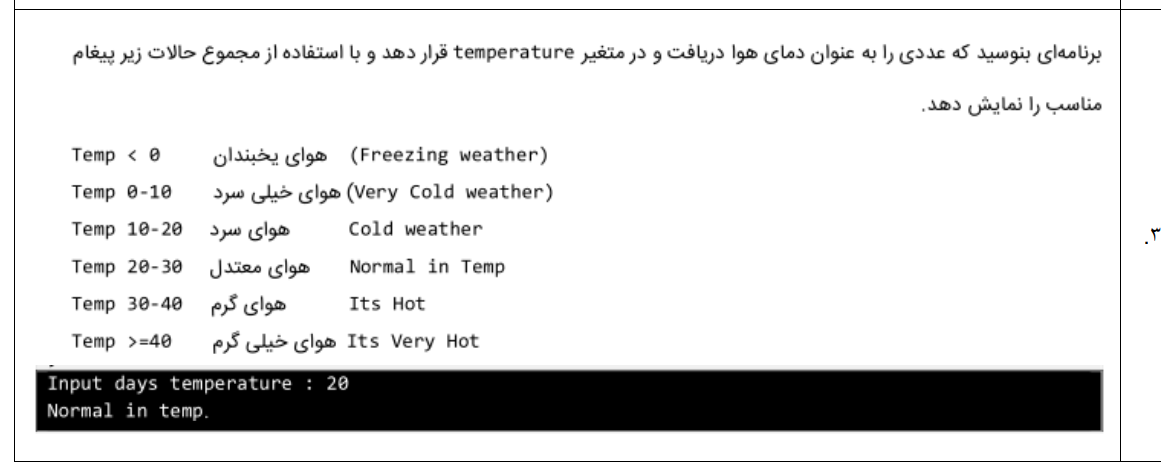 برنامه‌ای بنوسید که عددی را به عنوان دمای هوا دریافت و در متغیر temperature قرار دهد و با استفاده از مجموع حالات زیر پیغام
مناسب را نمایش دهد.
Temp < 0 هوای یخبندان (Freezing weather)
Temp 0-10 هوای خیلی سرد (Very Cold weather)
Temp 10-20 هوای سرد Cold weather
۳.
Temp 20-30 هوای معتدل Normal in Temp
Temp 30-40 هوای گرم Its Hot
Temp >=40 هوای خیلی گرم Its Very Hot
Input days temperature : 20
Normal in temp.